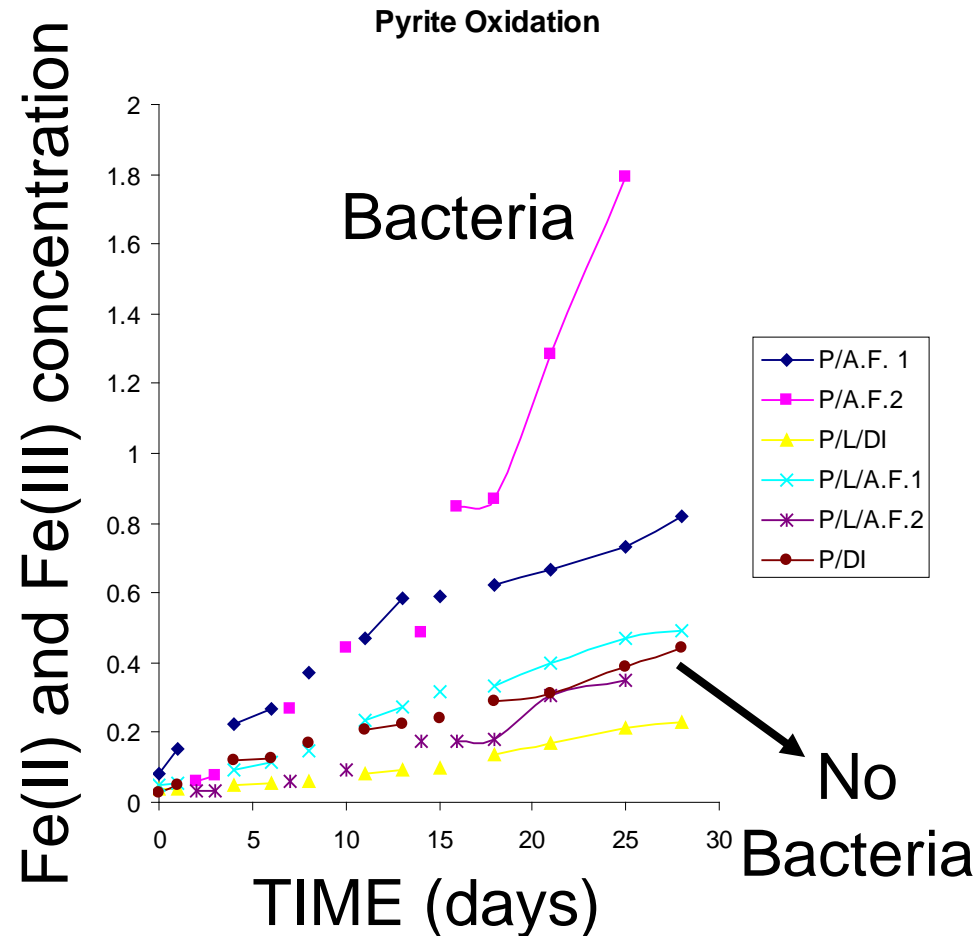 Pyrite Oxidation
Fe(II) and Fe(III) concentration
2
1.8
1.6
1.4
1.2
1
0.8
0.6
0.4
0.2
0
0 5 10 15 20 25 30
TIME (days)
Bacteria
P/A.F. 1
P/A.F.2
P/L/DI
P/L/A.F.1
P/L/A.F.2
P/DI
No
Bacteria